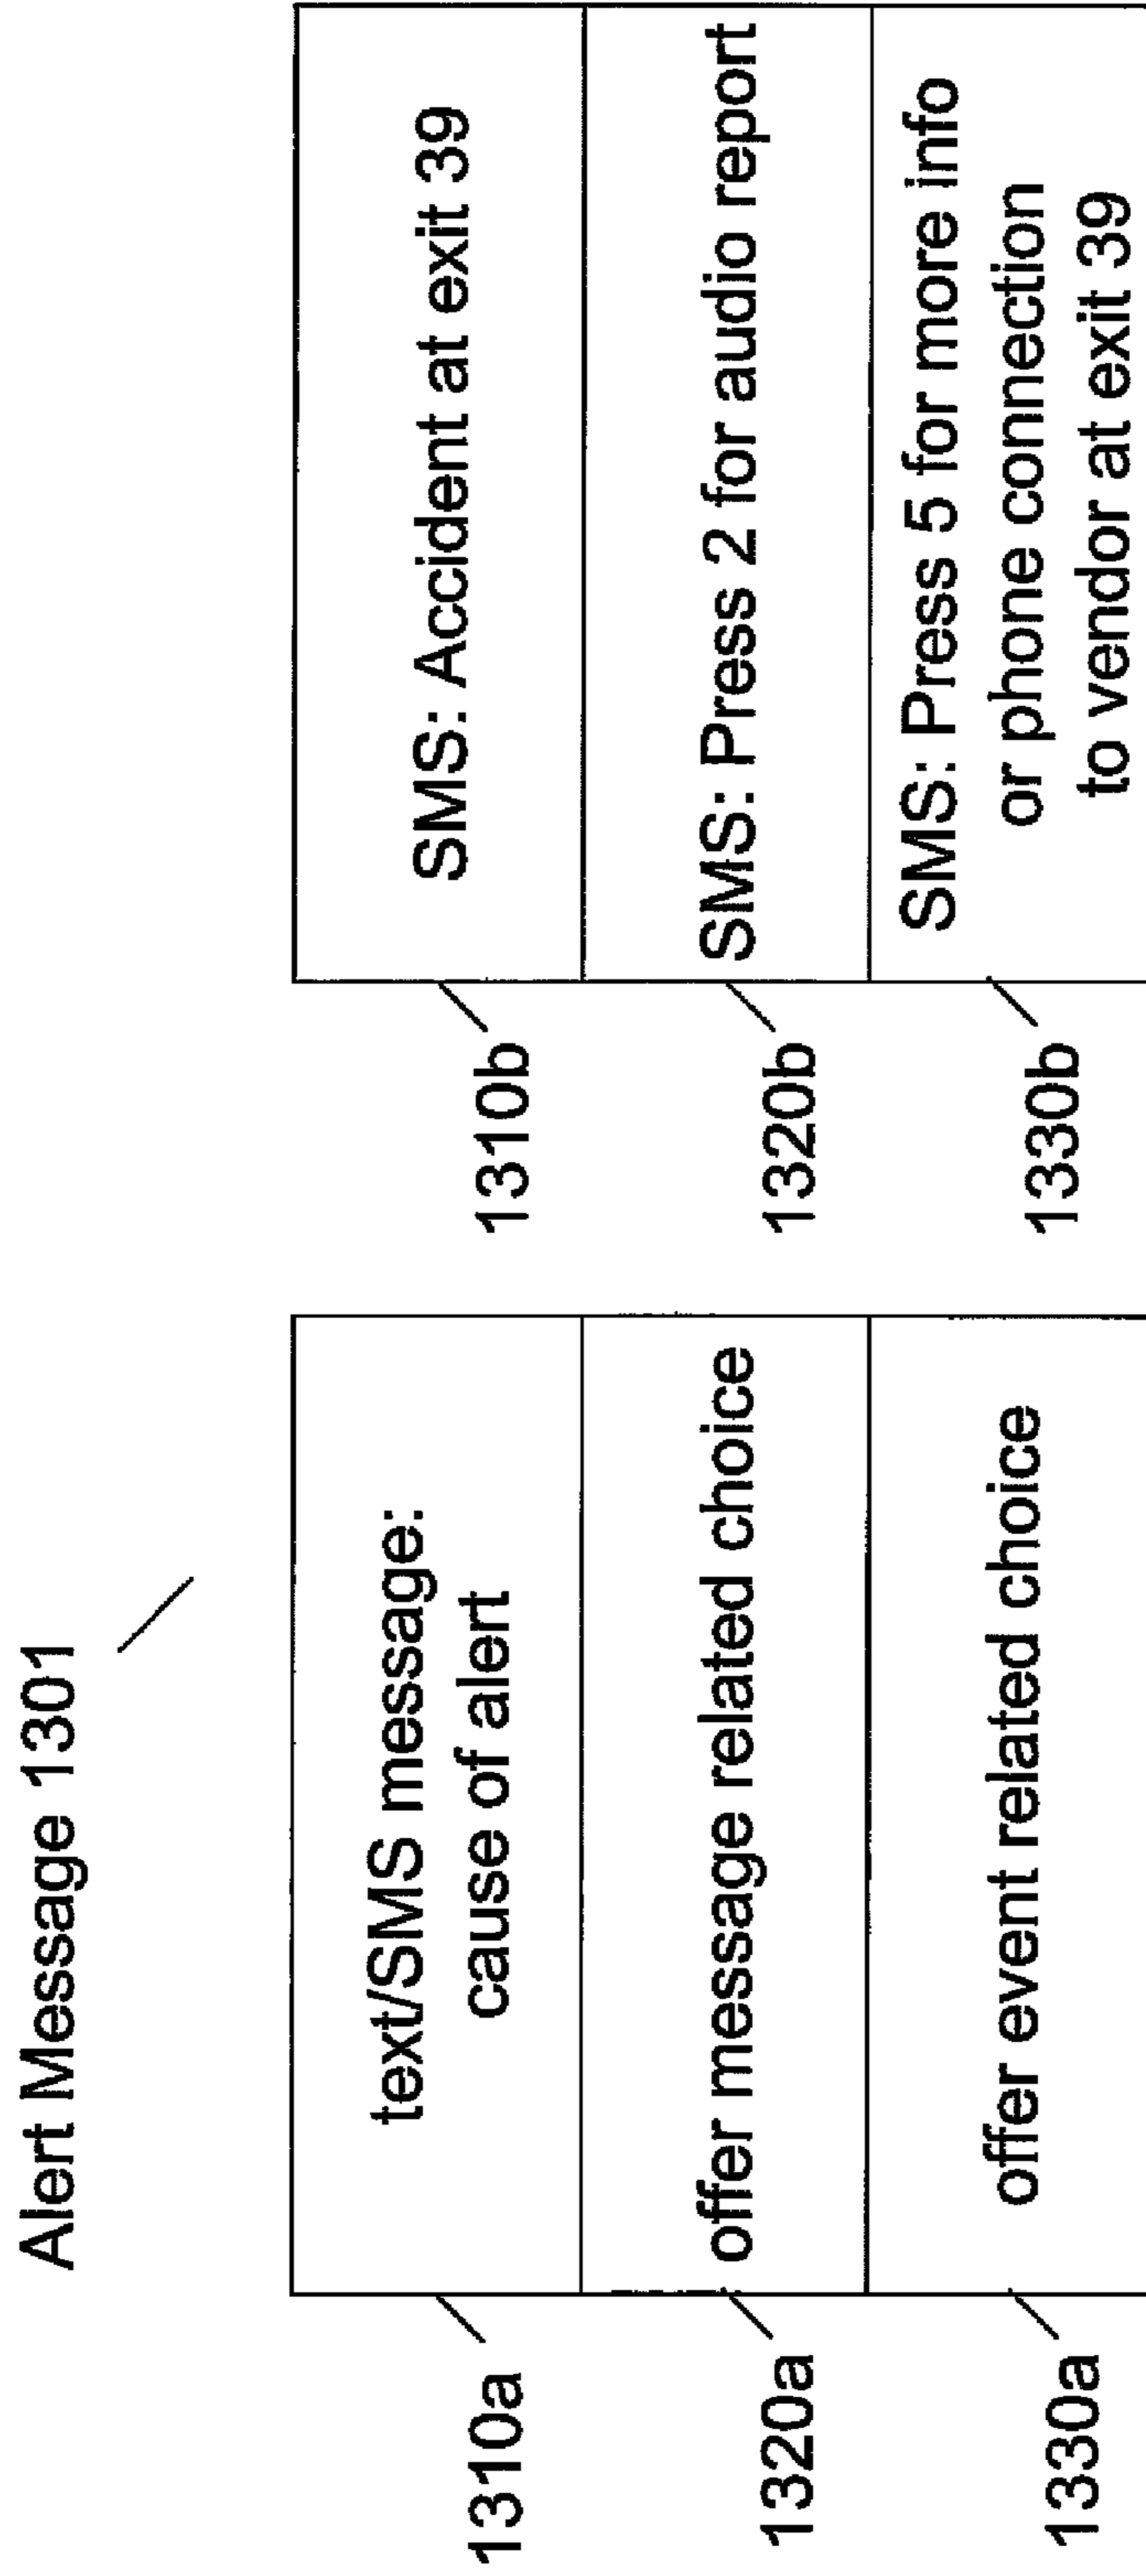 Alert Message 1301
1310a
text/SMS message:
cause of alert
1320a
offer message related choice
1330a
offer event related choice
1310b
SMS: Accident at exit 39
1320b
SMS: Press 2 for audio report
1330b
SMS: Press 5 for more info
or phone connection
to vendor at exit 39